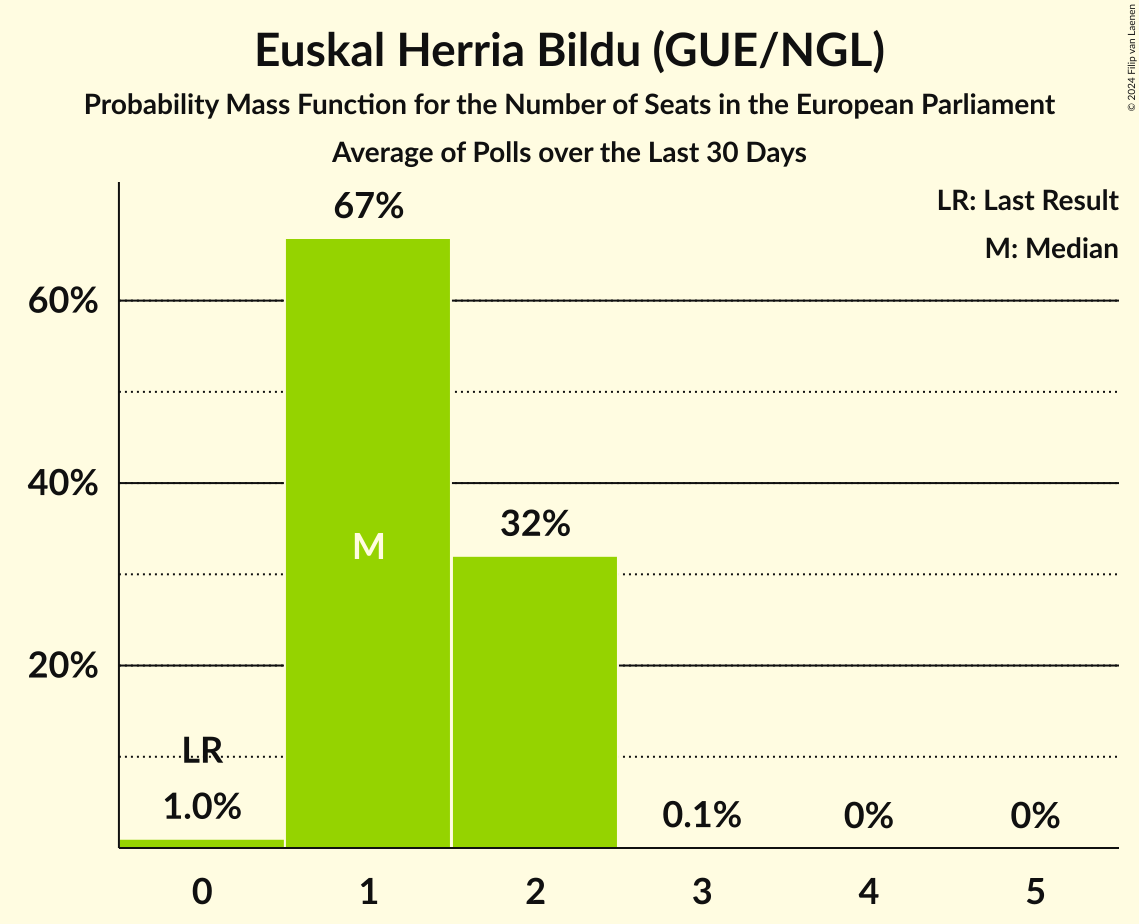 Euskal Herria Bildu (GUE/NGL)
Probability Mass Function for the Number of Seats in the European Parliament
Average of Polls over the Last 30 Days
© 2024 Filip van Laenen
LR: Last Result
M: Median
67%
60%
40%
32%
M
20%
LR
1.0%
0.1%
0%
0%
0
1
2
3
4
5